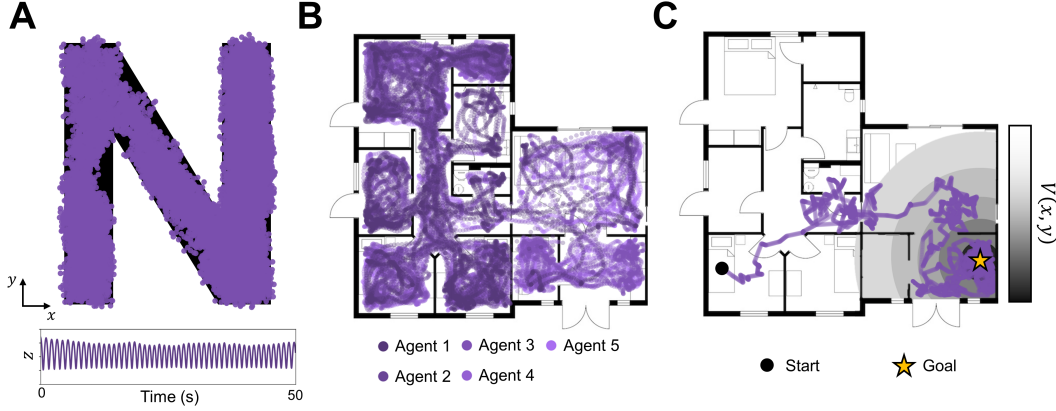 A
B
C
y
x
z
0
Time (s)
50
Agent 1
Agent 3
Agent 5
Agent 2
Agent 4
V(x,y)
Start
Goal